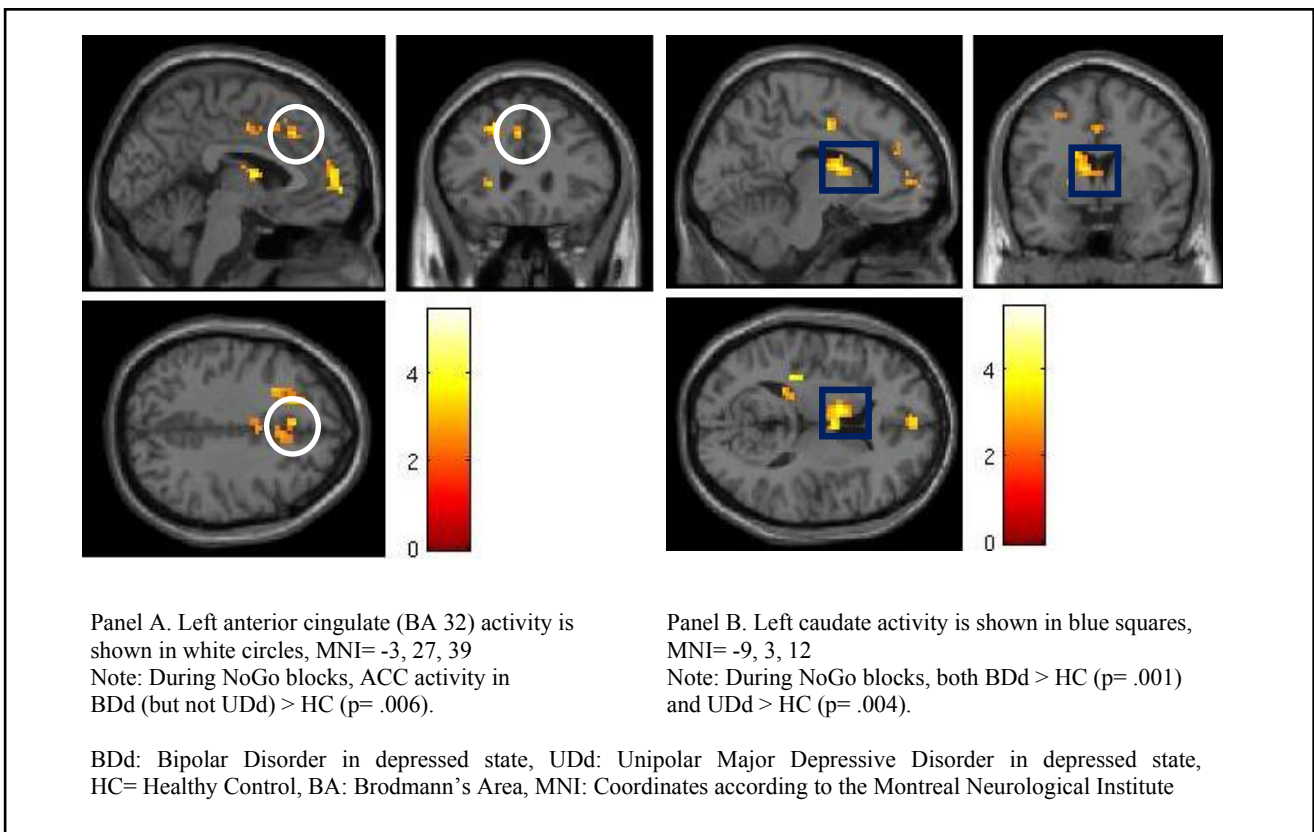 4
2
0
4
2
0
Panel A. Left anterior cingulate (BA 32) activity is
shown in white circles, MNI= -3, 27, 39
Note: During NoGo blocks, ACC activity in
BDd (but not UDd) > HC (p= .006).
Panel B. Left caudate activity is shown in blue squares,
MNI= -9, 3, 12
Note: During NoGo blocks, both BDd > HC (p= .001)
and UDd > HC (p= .004).
BDd: Bipolar Disorder in depressed state, UDd: Unipolar Major Depressive Disorder in depressed state,
HC= Healthy Control, BA: Brodmann’s Area, MNI: Coordinates according to the Montreal Neurological Institute